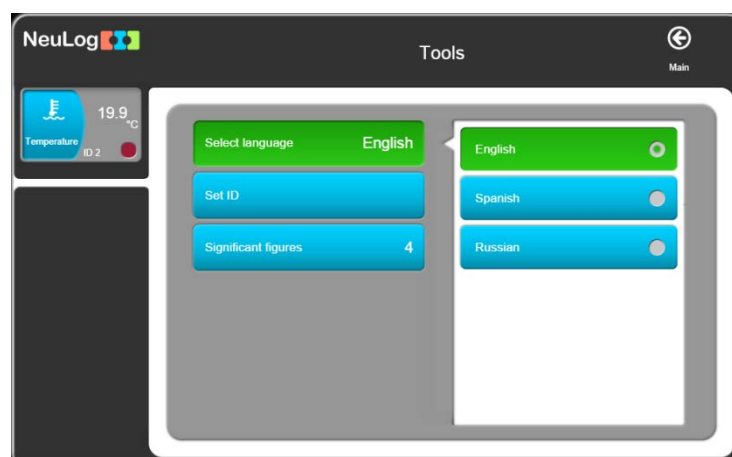 NeuLog
Tools
Main
19.9 °C
Temperature
ID 2
Select language English
Set ID
Significant figures 4
English
Spanish
Russian